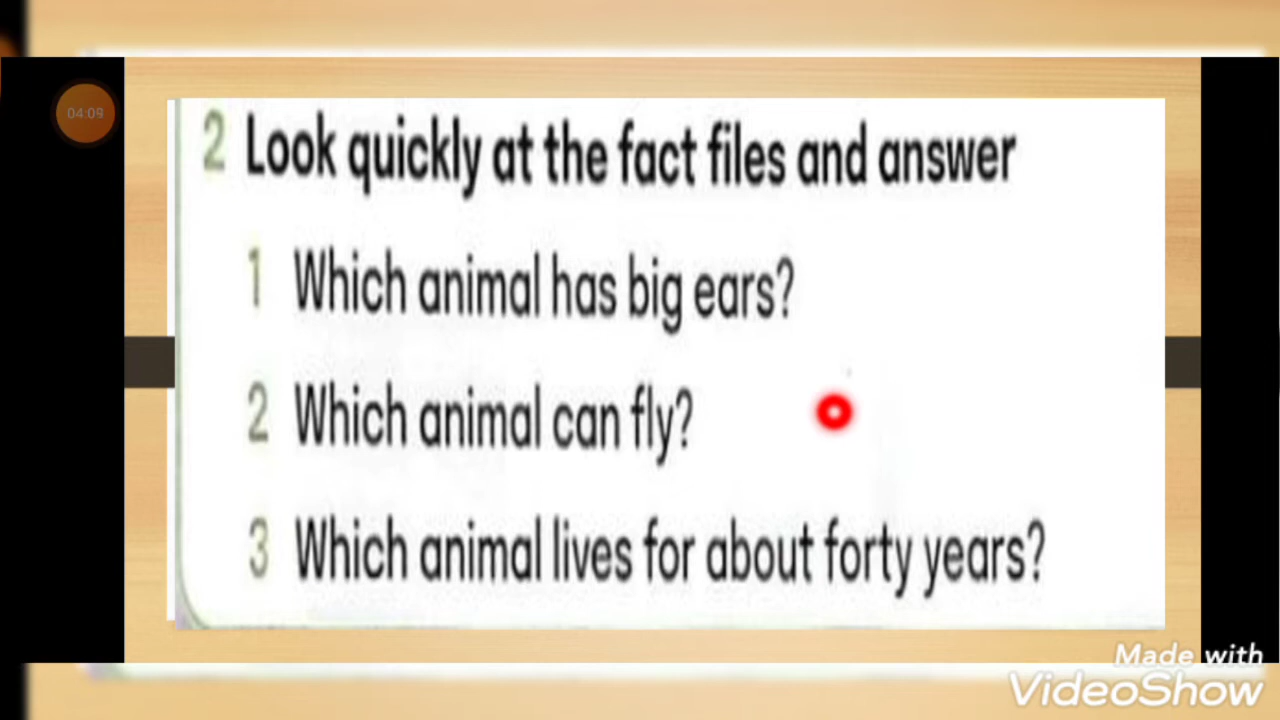 04:09
2 Look quickly at the fact files and answer
1 Which animal has big ears?
2 Which animal can fly?
3 Which animal lives for about forty years?
Made with
VideoShow